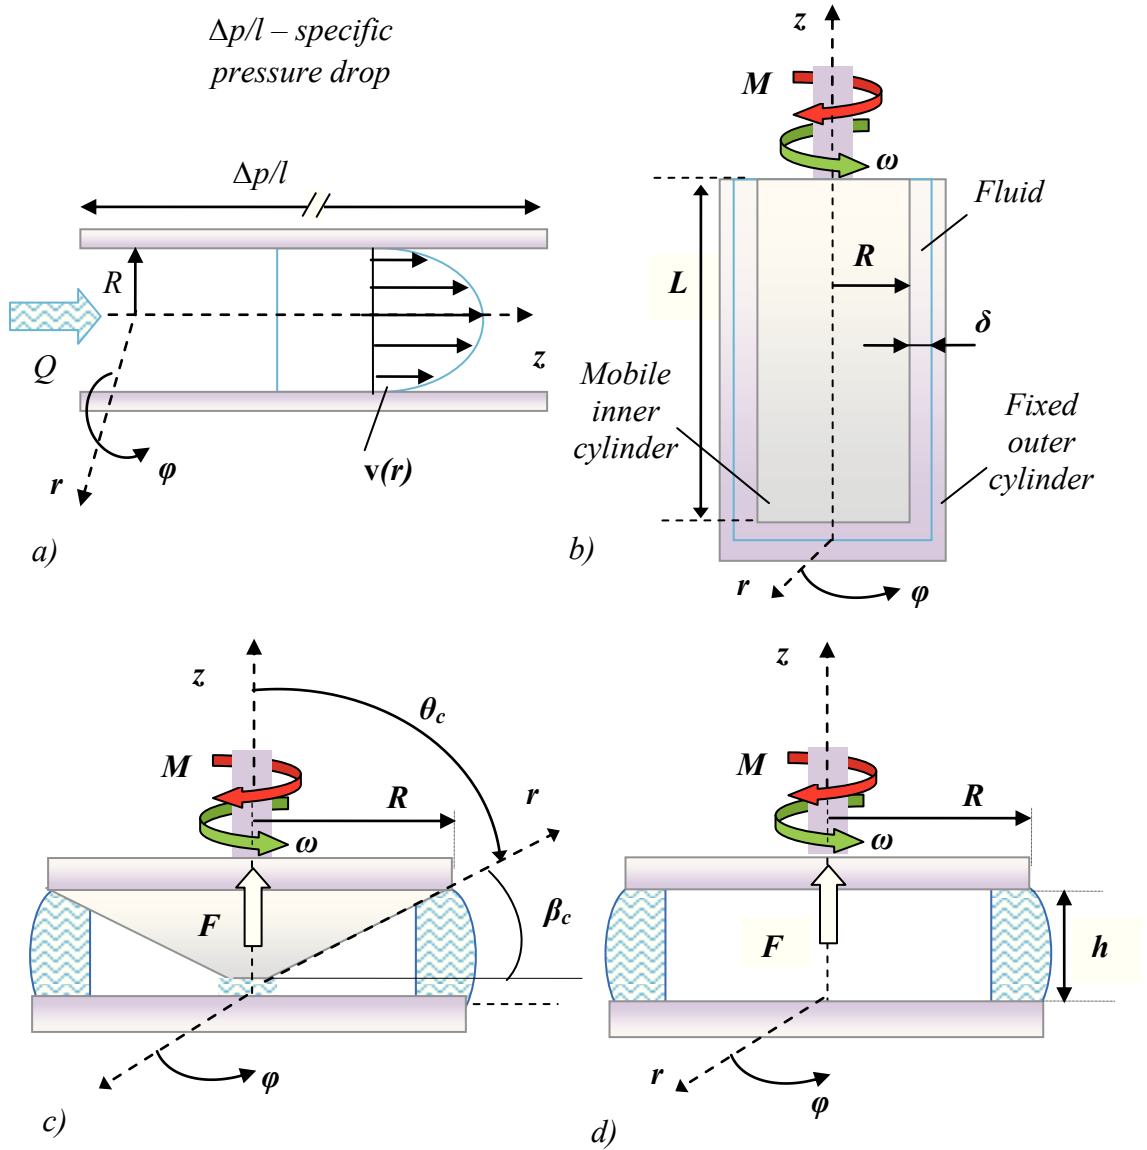 Δp/l – specific
pressure drop
Δp/l
R
Q
z
φ
r
v(r)
a)
z
M
ω
Fluid
R
L
δ
Mobile
inner
cylinder
Fixed
outer
cylinder
b)
r
φ
z
θc
M
R
r
ω
F
βc
φ
c)
z
M
R
ω
F
h
r
φ
d)